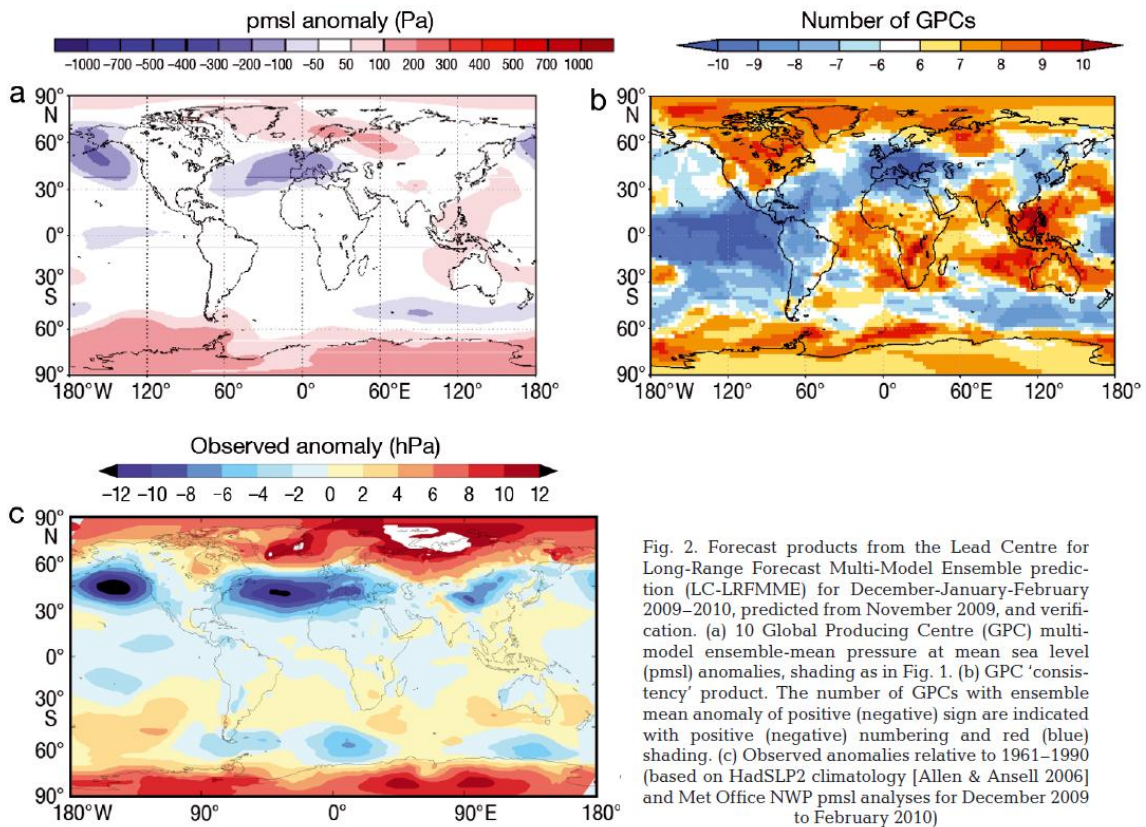 pmsl anomaly (Pa)
-1000 -700 -500 -400 -300 -200 -100 -50 50 100 200 300 400 500 700 1000
Number of GPCs
-10 -9 -8 -7 -6 6 7 8 9 10
a
90°
N
60°
30°
0°
30°
S
60°
90°
180°W 120 60 0° 60°E 120 180°
b
90°
N
60°
30°
0°
30°
S
60°
90°
180°W 120° 60° 0° 60°E 120° 180°
Observed anomaly (hPa)
-12 -10 -8 -6 -4 -2 0 2 4 6 8 10 12
c
90°
N
60°
30°
0°
30°
S
60°
90°
180°W 90° 0° 90°E 180°
Fig. 2. Forecast products from the Lead Centre for
Long-Range Forecast Multi-Model Ensemble predic-
tion (LC-LRFMME) for December-January-February
2009–2010, predicted from November 2009, and verifi-
cation. (a) 10 Global Producing Centre (GPC) multi-
model ensemble-mean pressure at mean sea level
(pmsl) anomalies, shading as in Fig. 1. (b) GPC 'consis-
tency' product. The number of GPCs with ensemble
mean anomaly of positive (negative) sign are indicated
with positive (negative) numbering and red (blue)
shading. (c) Observed anomalies relative to 1961–1990
(based on HadSLP2 climatology [Allen & Ansell 2006]
and Met Office NWP pmsl analyses for December 2009
to February 2010)